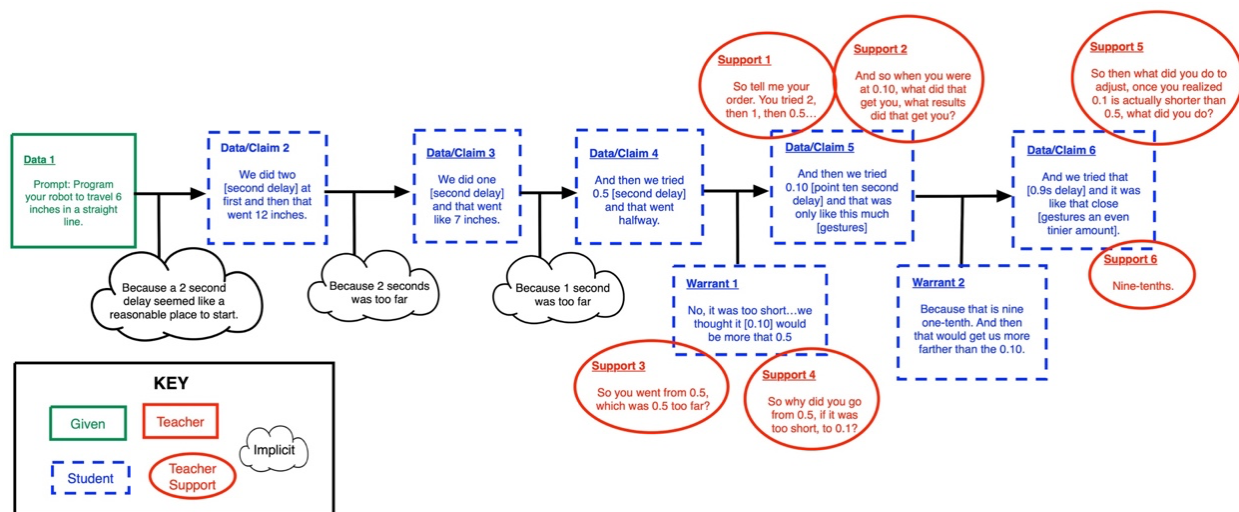 Support 1
So tell me your
order. You tried 2,
then 1, then 0.5…
Support 2
And so when you were
at 0.10, what did that
get you, what results
did that get you?
Support 5
So then what did you do to
adjust, once you realized
0.1 is actually shorter than
0.5, what did you do?
Data 1
Prompt: Program
your robot to travel 6
inches in a straight
line.
Data/Claim 2
We did two
[second delay] at
first and then that
went 12 inches.
Data/Claim 3
We did one
[second delay]
and that went
like 7 inches.
Data/Claim 4
And then we tried
0.5 [second delay]
and that went
halfway.
Data/Claim 5
And then we tried
0.10 [point ten second
delay] and that was
only like this much
[gestures]
Data/Claim 6
And we tried that
[0.9s delay] and it was
like that close
[gestures an even
tinier amount].
Because a 2 second
delay seemed like a
reasonable place to start.
Because 2 seconds
was too far
Because 1 second
was too far
Warrant 1
No, it was too short…we
thought it [0.10] would
be more that 0.5
Warrant 2
Because that is nine
one-tenth. And then
that would get us more
farther than the 0.10.
Support 6
Nine-tenths.
Support 3
So you went from 0.5,
which was 0.5 too far?
Support 4
So why did you go
from 0.5, if it was
too short, to 0.1?
KEY
Given
Teacher
Implicit
Student
Teacher
Support